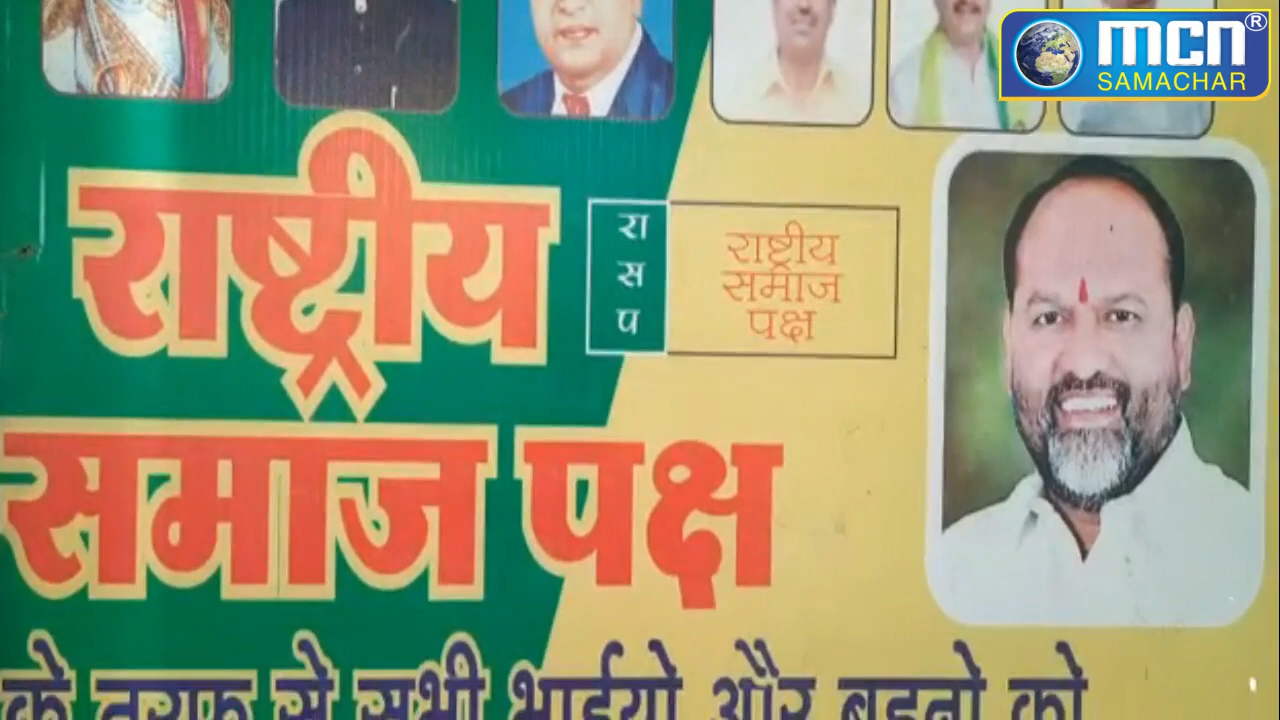 mcn®
SAMACHAR
राष्ट्रीय
रा
स
प
राष्ट्रीय
समाज
पक्ष
समाज पक्ष
के तरफ से सभी भाईयो और बहनो को